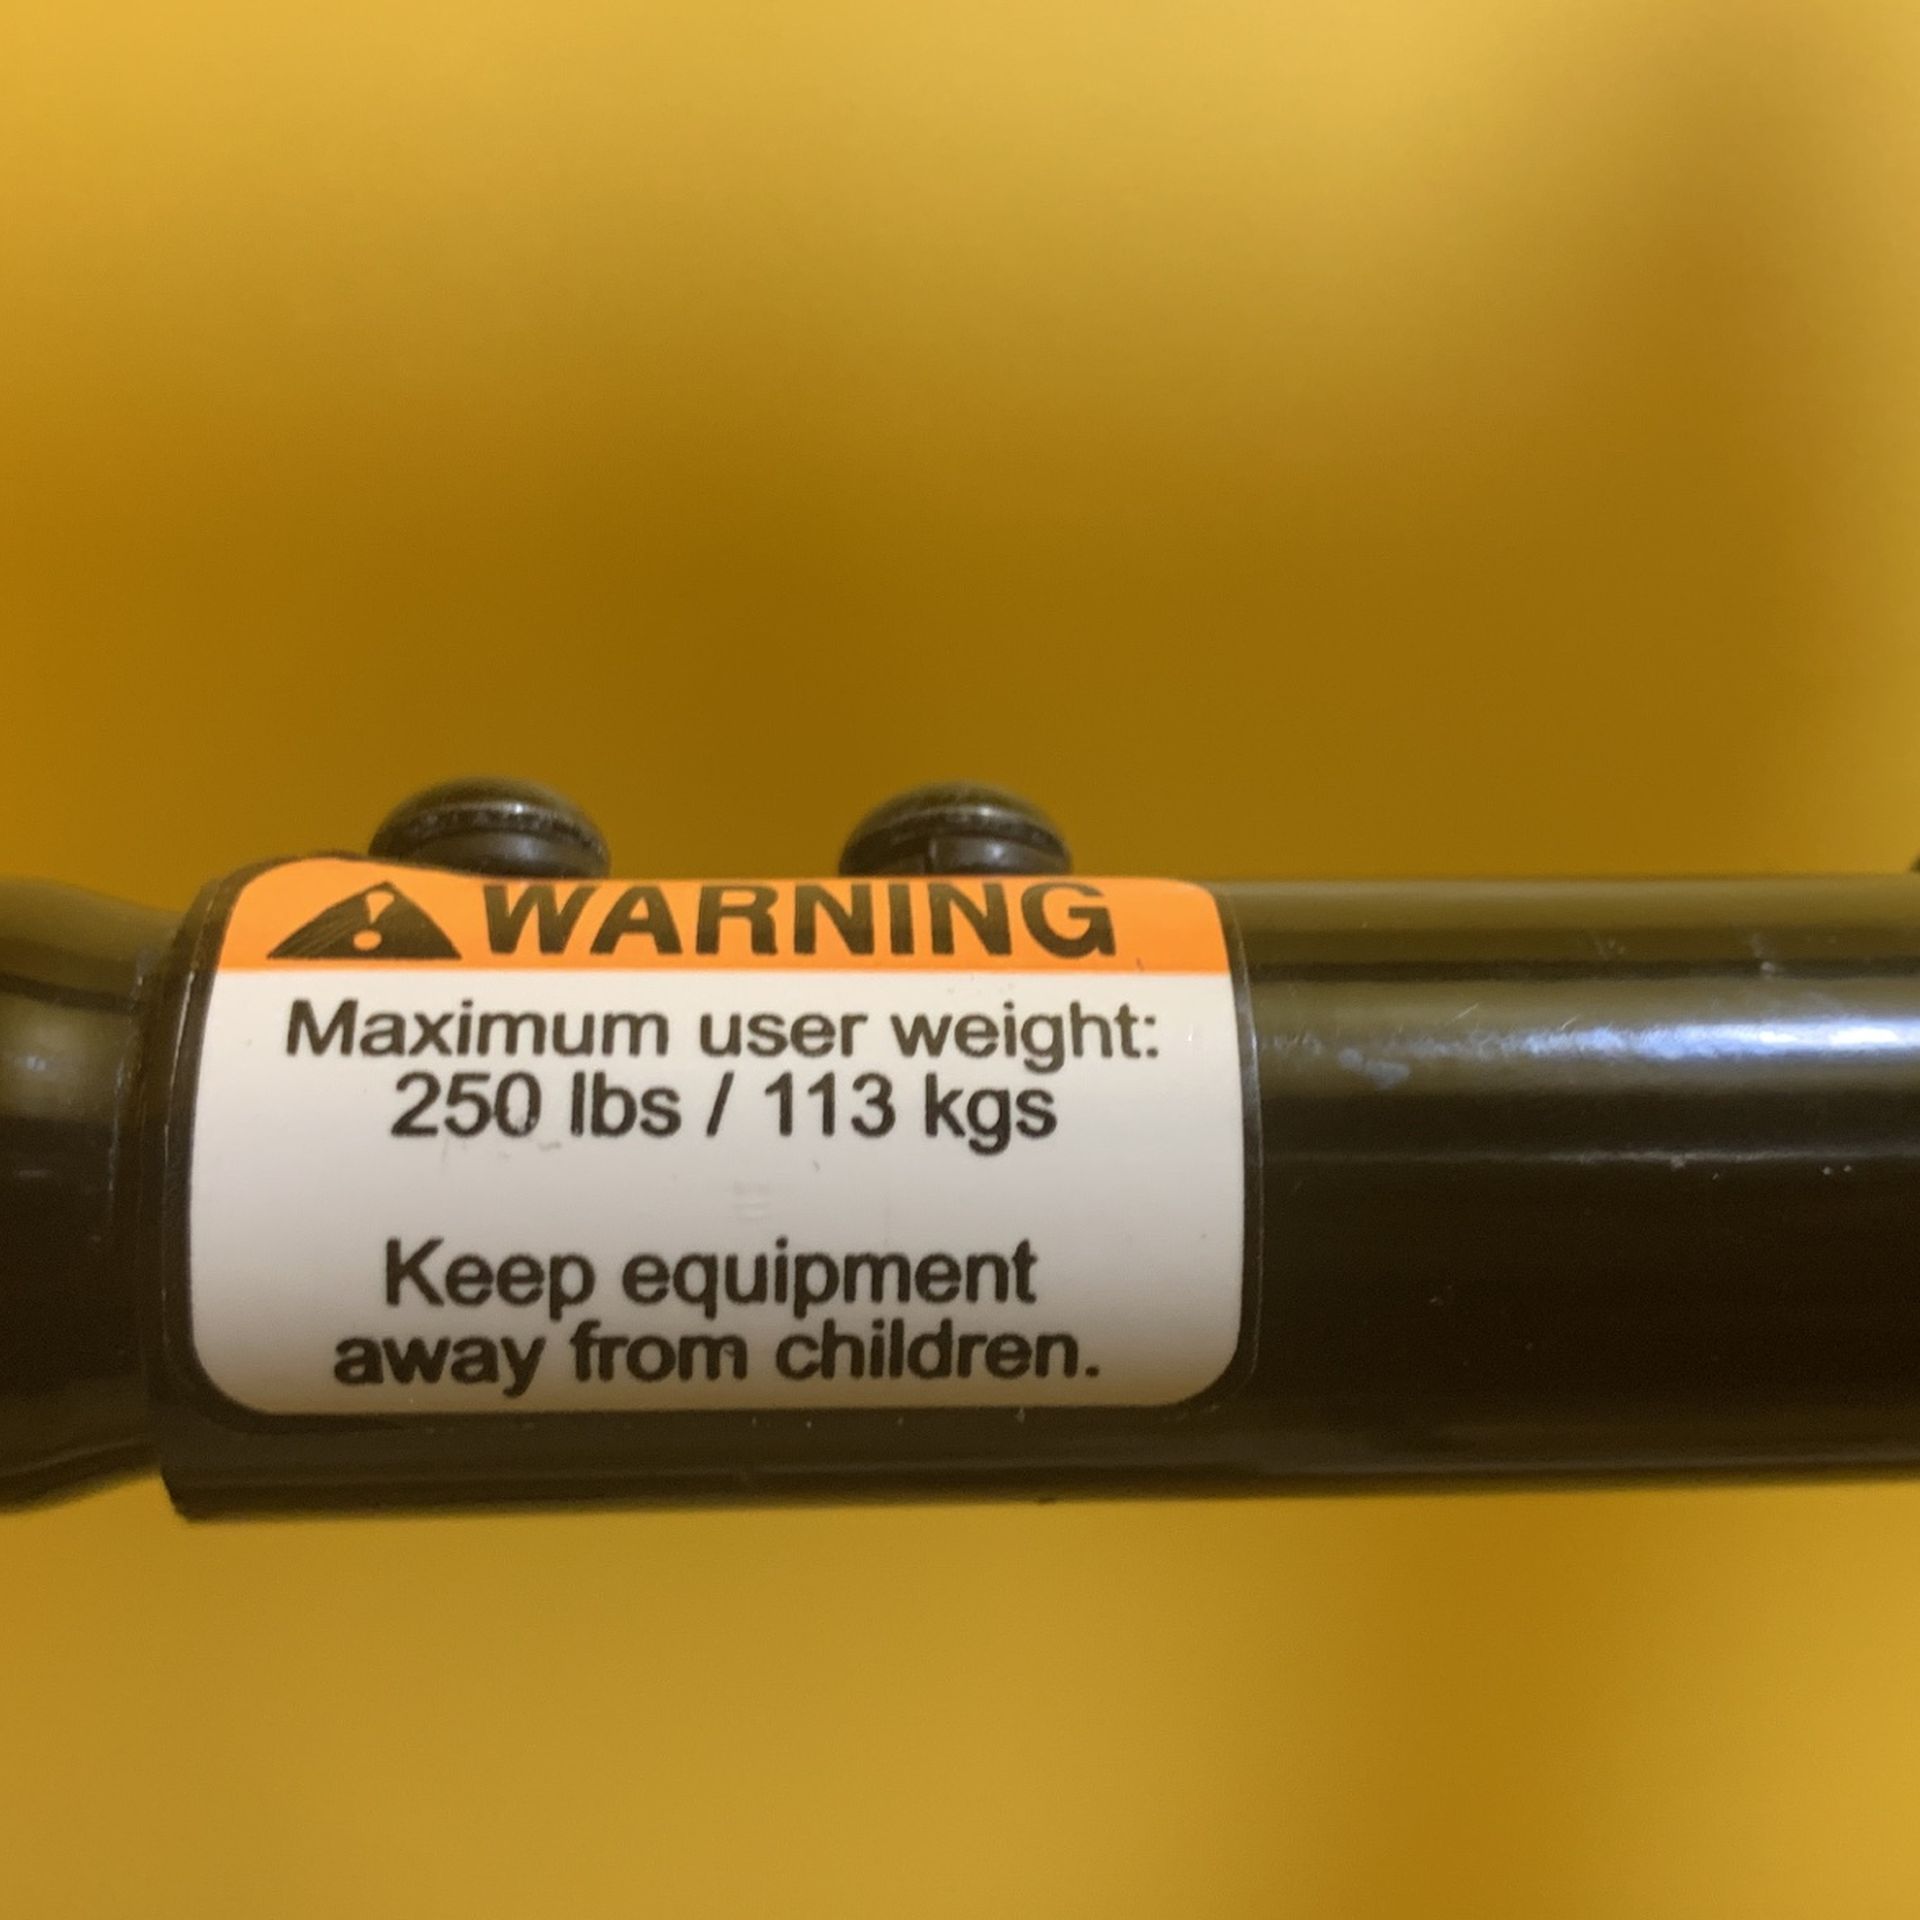 WARNING
Maximum user weight:
250 lbs / 113 kgs
Keep equipment
away from children.